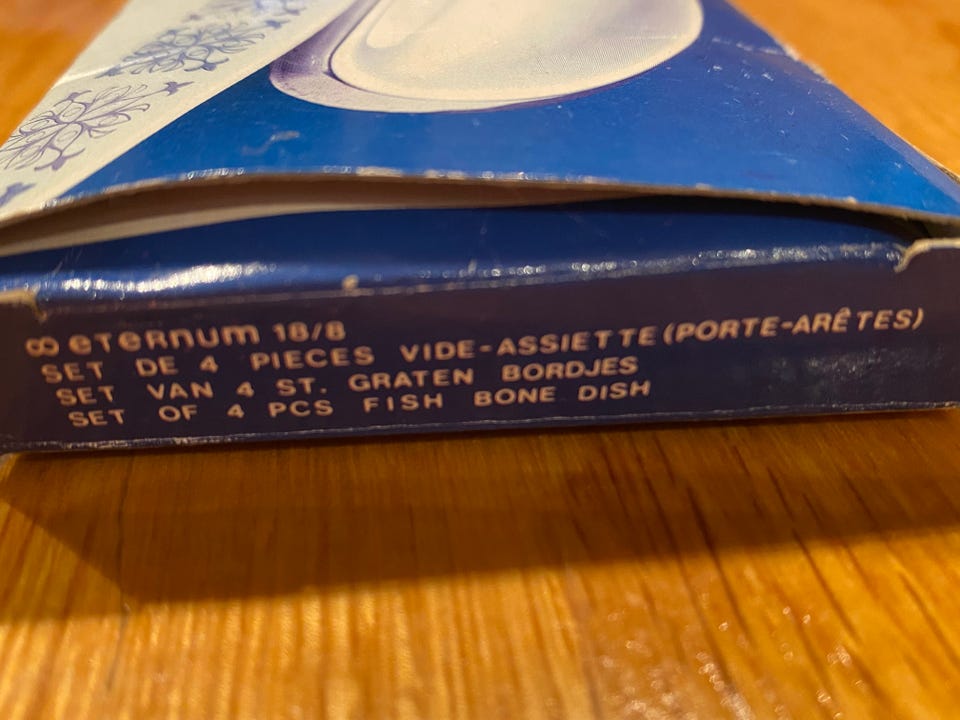 ∞ eTeRnum 18/8
SET DE 4 PIECES VIDE-ASSIETTE (PORTE-ARÊTES)
SET VAN 4 ST. GRATEN BORDJES
SET OF 4 PCS FISH BONE DISH